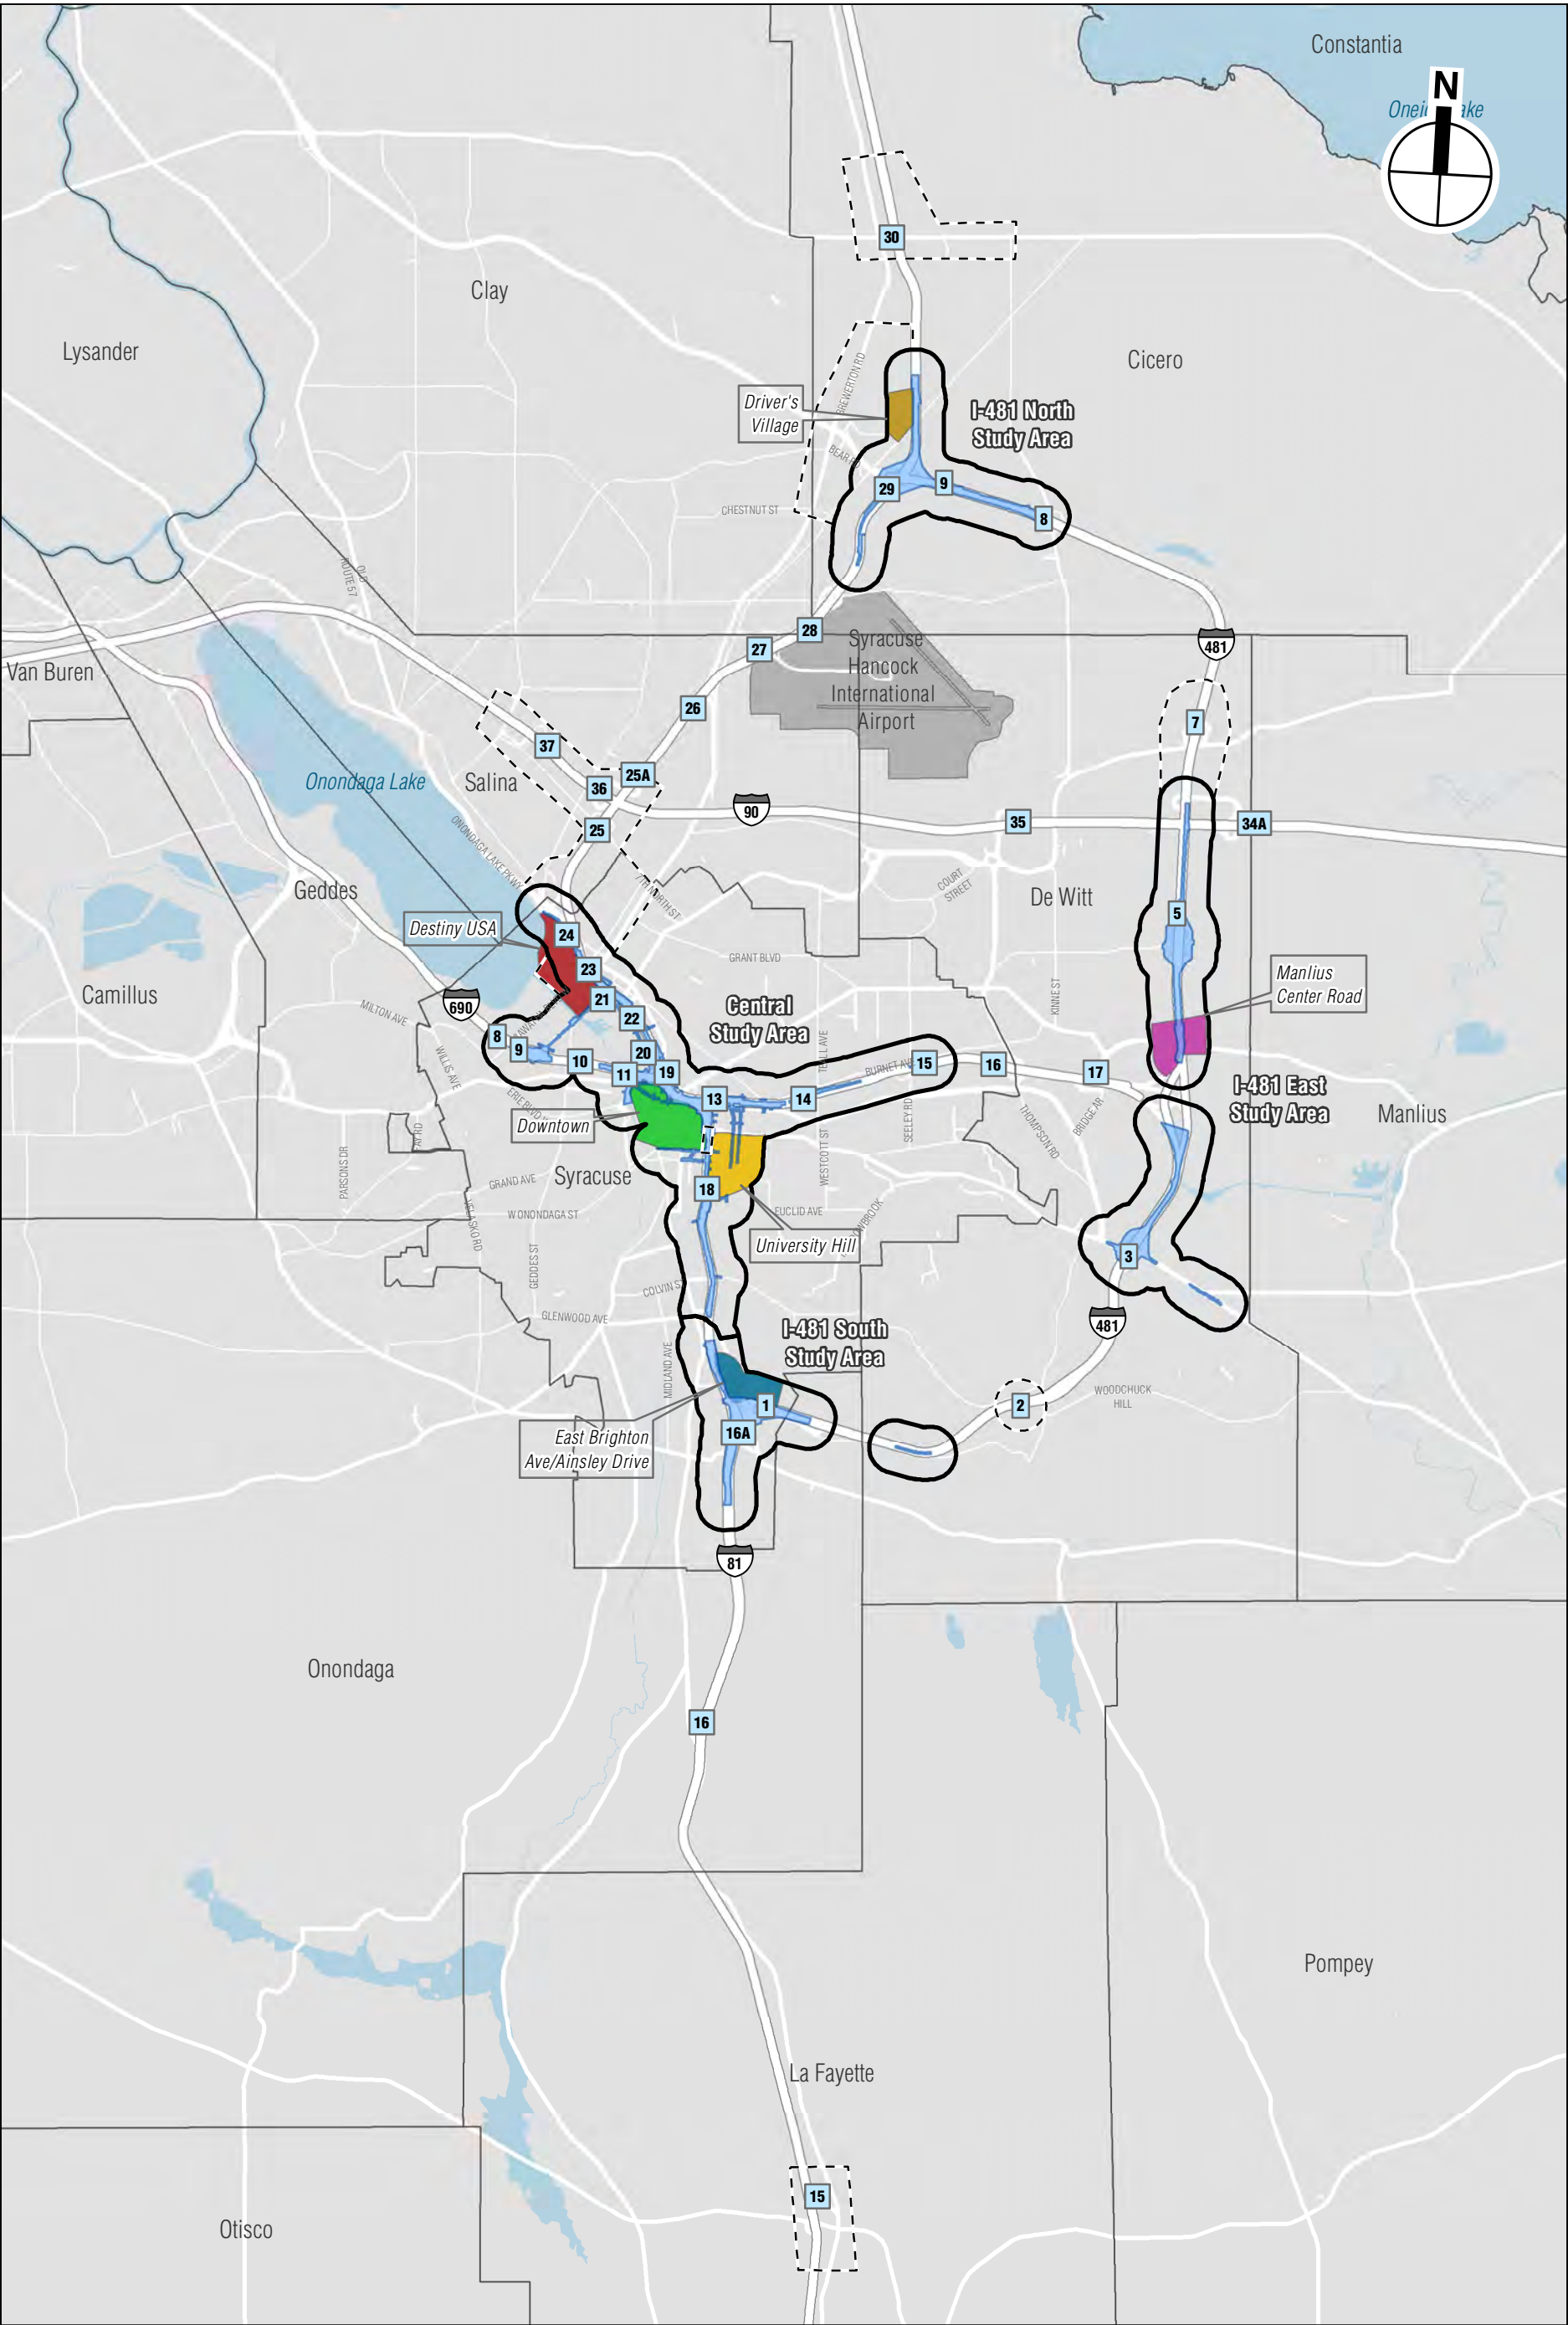 Constantia
N
30
Clay
Lysander
Cicero
BREWERTON RD
Driver's
Village
I-481 North
Study Area
BEAR RD
29
9
8
CHESTNUT ST
OLD
ROUTE 57
28
Syracuse
Hancock
International
Airport
27
481
Van Buren
26
7
37
25A
Onondaga Lake
Salina
36
90
35
34A
25
ONONDAGA LAKE PKWY
COURT
STREET
7TH NORTH ST
Geddes
De Witt
5
Destiny USA
24
GRANT BLVD
23
Manlius
Center Road
Camillus
KINNE ST
690
21
MILTON AVE
Central
Study Area
22
8
9
20
10
11
19
WILLIS AVE
BURNET AVE
15
16
17
13
14
I-481 East
Study Area
Manlius
Downtown
THOMPSON RD
SEELEY RD
WESTCOTT ST
PARSONS DR
Syracuse
GRAND AVE
18
W ONONDAGA ST
EUCLID AVE
VELASKO RD
University Hill
3
GEDDES ST
COLVIN ST
GLENWOOD AVE
I-481 South
Study Area
481
MIDLAND AVE
1
2
WOODCHUCK
HILL
East Brighton
Ave/Ainsley Drive
16A
81
Onondaga
16
Pompey
La Fayette
15
Otisco